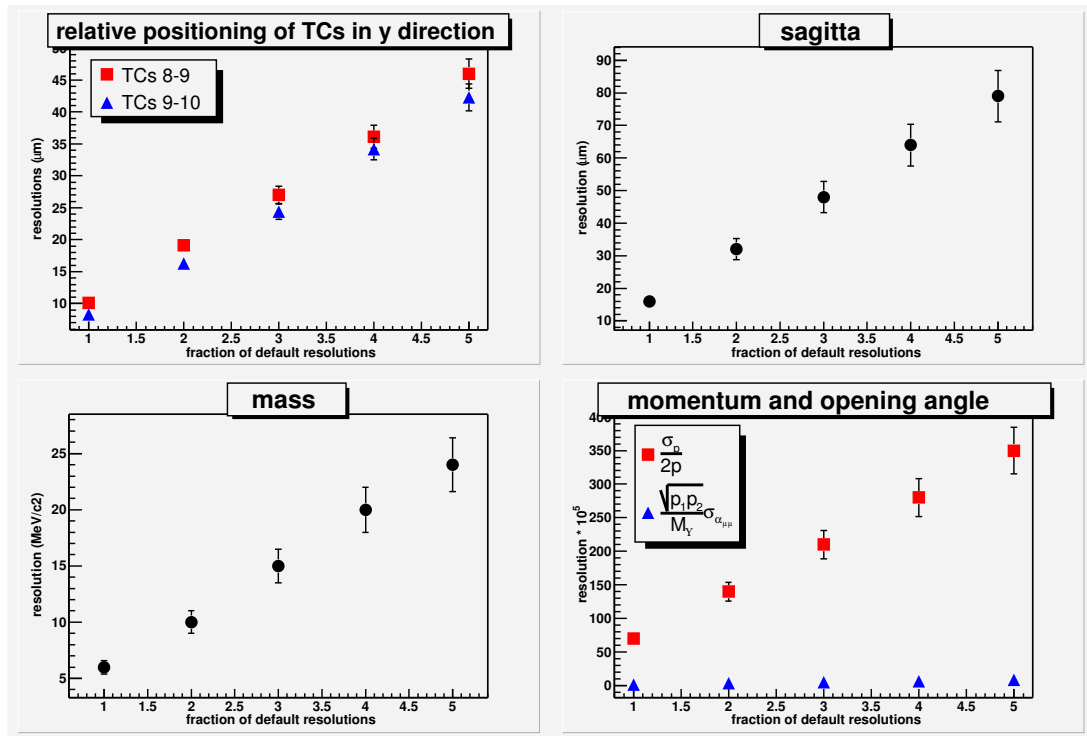 relative positioning of TCs in y direction
TCs 8-9
TCs 9-10
resolutions (μm)
50
45
40
35
30
25
20
15
10
1 1.5 2 2.5 3 3.5 4 4.5 5
fraction of default resolutions
sagitta
resolution (μm)
90
80
70
60
50
40
30
20
10
1 1.5 2 2.5 3 3.5 4 4.5 5
fraction of default resolutions
mass
resolution (MeV/c2)
25
20
15
10
5
1 1.5 2 2.5 3 3.5 4 4.5 5
fraction of default resolutions
momentum and opening angle
σp
2p
√p1p2
MY σαμμ
resolution * 10^5
400
350
300
250
200
150
100
50
0
1 1.5 2 2.5 3 3.5 4 4.5 5
fraction of default resolutions